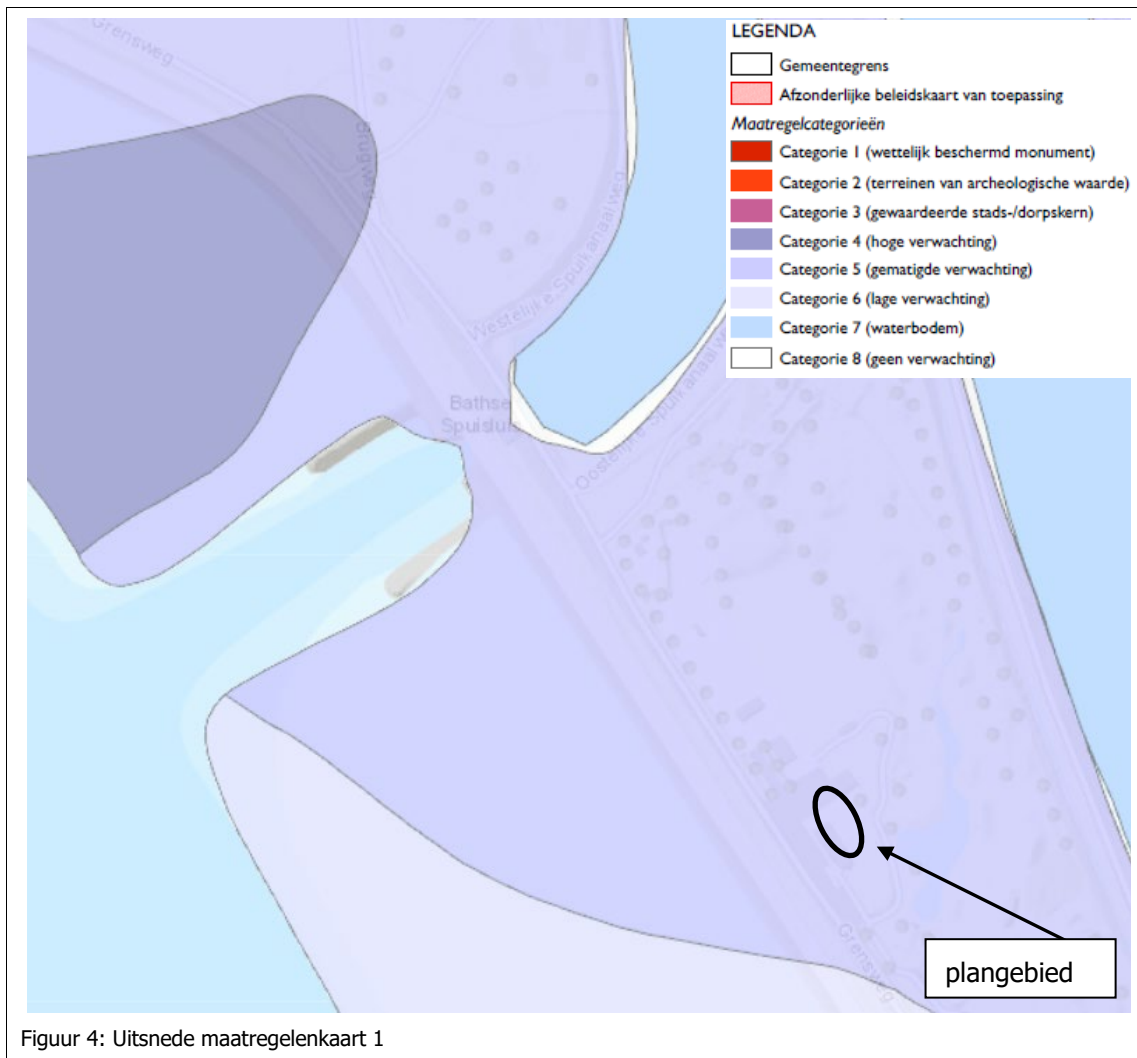 Grensweg
Brugweg
Westelijke Spuikanaalweg
Bathse
Spuisluis
Oostelijke Spuikanaalweg
Grensweg
LEGENDA
Gemeentegrens
Afzonderlijke beleidskaart van toepassing
Maatregelcategorieën
Categorie 1 (wettelijk beschermd monument)
Categorie 2 (terreinen van archeologische waarde)
Categorie 3 (gewaardeerde stads-/dorpskern)
Categorie 4 (hoge verwachting)
Categorie 5 (gematigde verwachting)
Categorie 6 (lage verwachting)
Categorie 7 (waterbodem)
Categorie 8 (geen verwachting)
plangebied
Figuur 4: Uitsnede maatregelenkaart 1